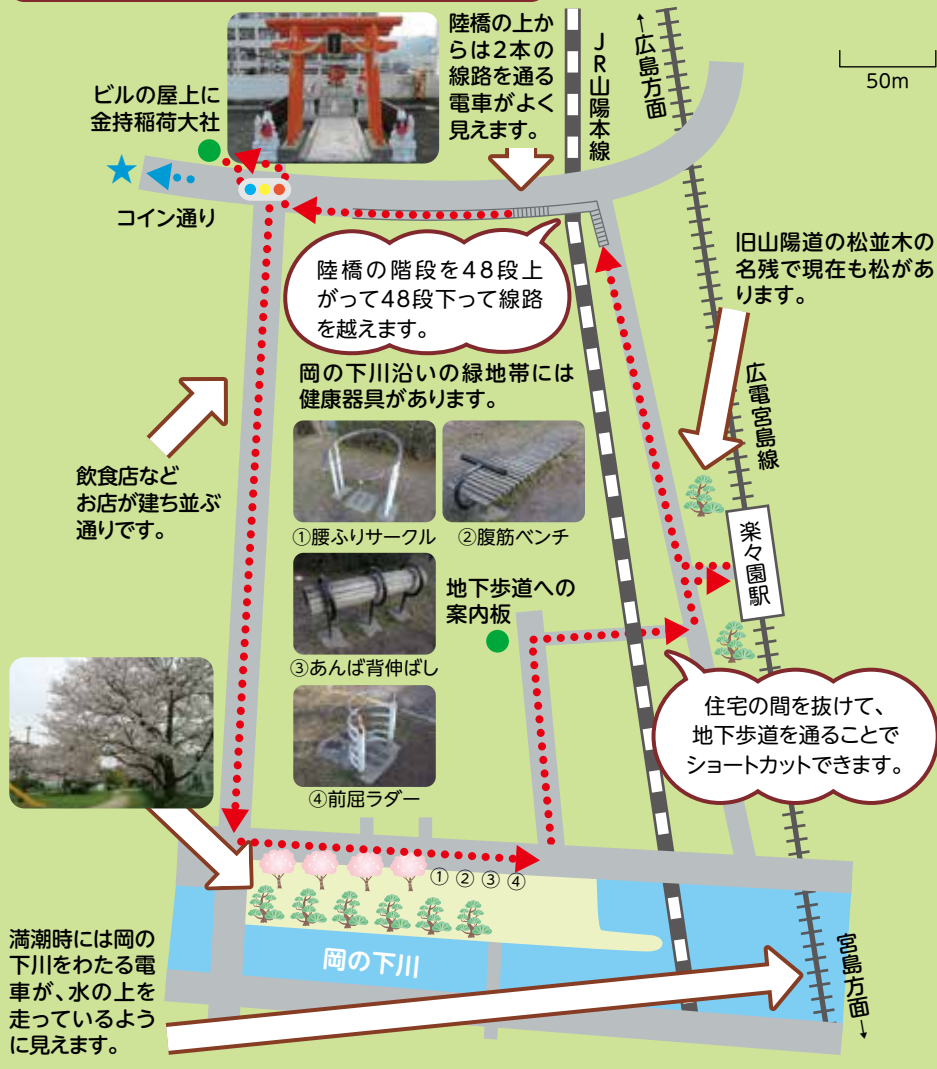 陸橋の上か
らは2本の
線路を通る
電車がよく
見えます。
JR山陽本線
←広島方面
50m
ビルの屋上に
金持稲荷大社
コイン通り
陸橋の階段を48段上
がって48段下って線路
を越えます。
旧山陽道の松並木の
名残で現在も松があ
ります。
岡の下川沿いの緑地帯には
健康器具があります。
広電宮島線
飲食店など
お店が建ち並ぶ
通りです。
①腰ふりサークル
②腹筋ベンチ
楽々園駅
地下歩道への
案内板
③あんば背伸ばし
住宅の間を抜けて、
地下歩道を通ることで
ショートカットできます。
④前屈ラダー
① ② ③ ④
満潮時には岡の
下川をわたる電
車が、水の上を
走っているよう
に見えます。
岡の下川
宮島方面→